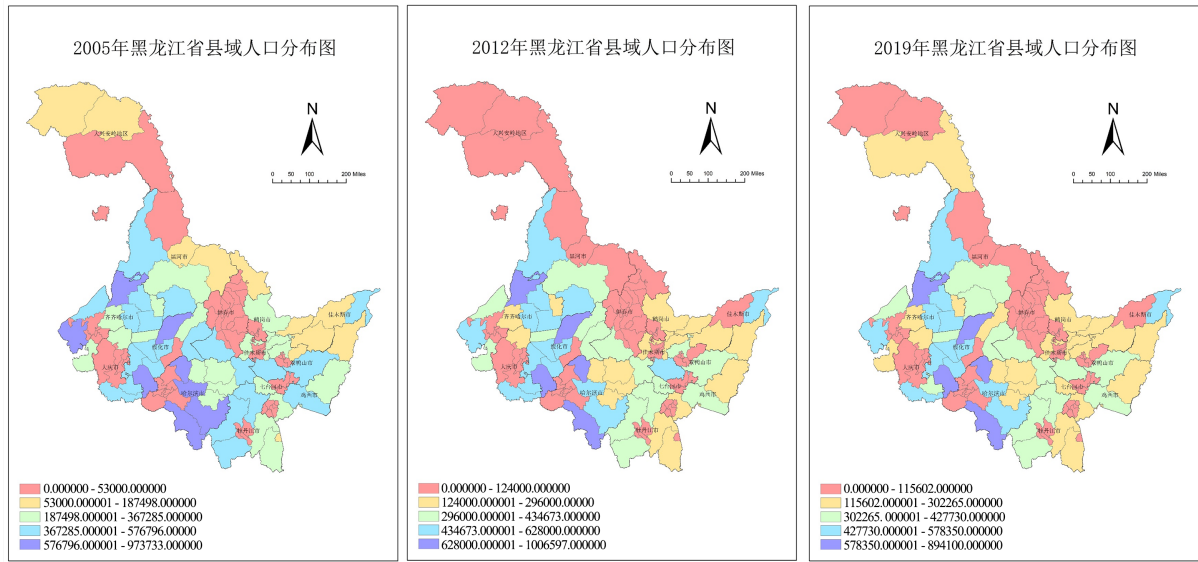 2005年黑龙江省县域人口分布图
N
0 50 100 200 Miles
大兴安岭地区
黑河市
伊春市
鹤岗山
佳木斯市
齐齐哈尔市
绥化市
双鸭山市
大庆市
七台河市
哈尔滨市
鸡西市
牡丹江市
0.000000 - 53000.000000
53000.000001 - 187498.000000
187498.000001 - 367285.000000
367285.000001 - 576796.000000
576796.000001 - 973733.000000
2012年黑龙江省县域人口分布图
N
0 50 100 200 Miles
大兴安岭地区
黑河市
伊春市
鹤岗山
佳木斯市
齐齐哈尔市
绥化市
双鸭山市
大庆市
七台河市
哈尔滨市
鸡西市
牡丹江市
0.000000 - 124000.000000
124000.000001 - 296000.000000
296000.000001 - 434673.000000
434673.000001 - 628000.000000
628000.000001 - 1006597.000000
2019年黑龙江省县域人口分布图
N
0 50 100 200 Miles
大兴安岭地区
黑河市
伊春市
鹤岗山
佳木斯市
齐齐哈尔市
绥化市
双鸭山市
大庆市
七台河市
哈尔滨市
鸡西市
牡丹江市
0.000000 - 115602.000000
115602.000001 - 302265.000000
302265. 000001 - 427730.000000
427730.000001 - 578350.000000
578350.000001 - 894100.000000